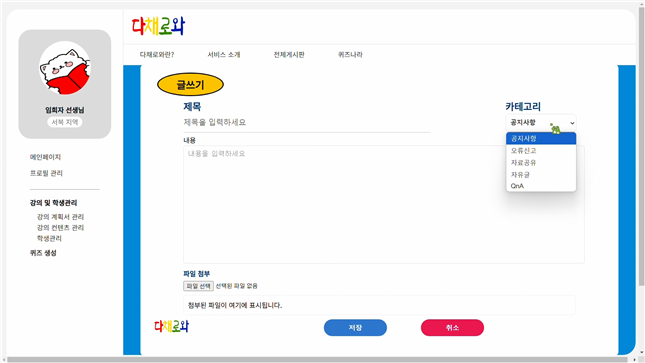 다채로와
다채로와란?
서비스 소개
전체게시판
퀴즈나라
임희자 선생님
서북 지역
메인페이지
프로필 관리
강의 및 학생관리
강의 계획서 관리
강의 컨텐츠 관리
학생관리
퀴즈 생성
글쓰기
제목
제목을 입력하세요
카테고리
공지사항
공지사항
오류신고
자료공유
자유글
QnA
내용
내용을 입력하세요
파일 첨부
파일 선택 선택된 파일 없음
첨부된 파일이 여기에 표시됩니다.
다채로와
저장
취소